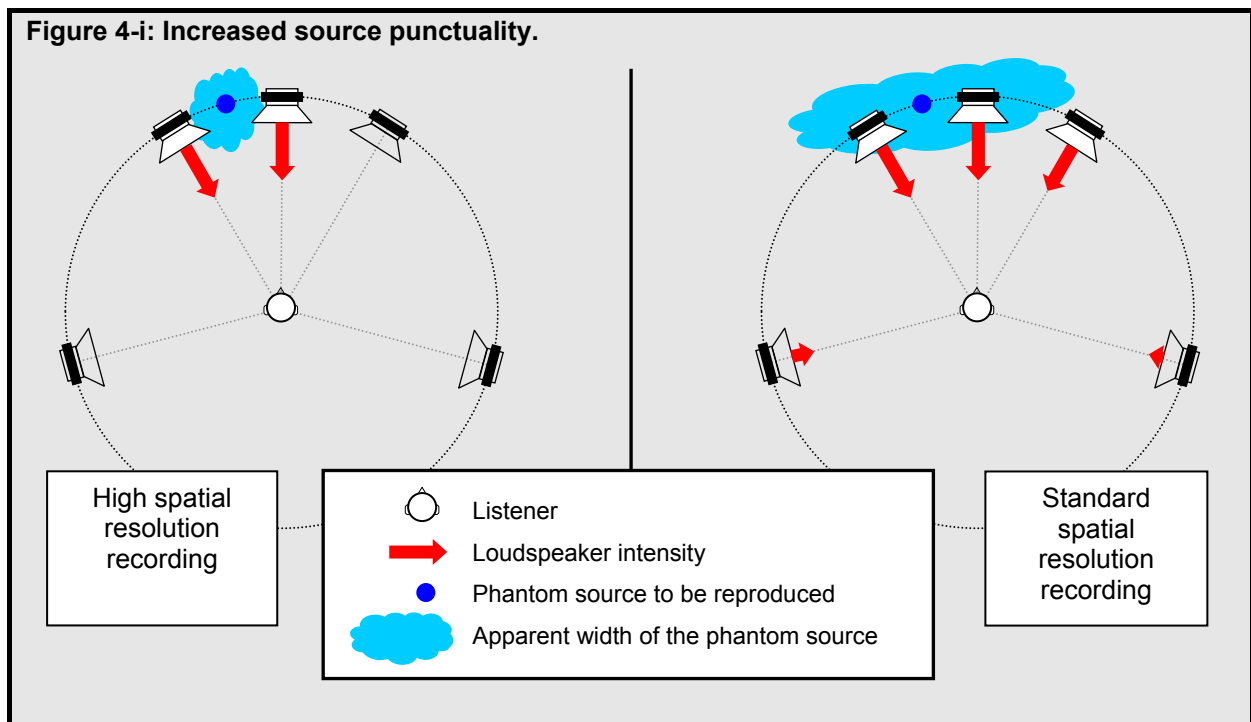 Figure 4-i: Increased source punctuality.
High spatial
resolution
recording
Listener
Loudspeaker intensity
Phantom source to be reproduced
Apparent width of the phantom source
Standard
spatial
resolution
recording